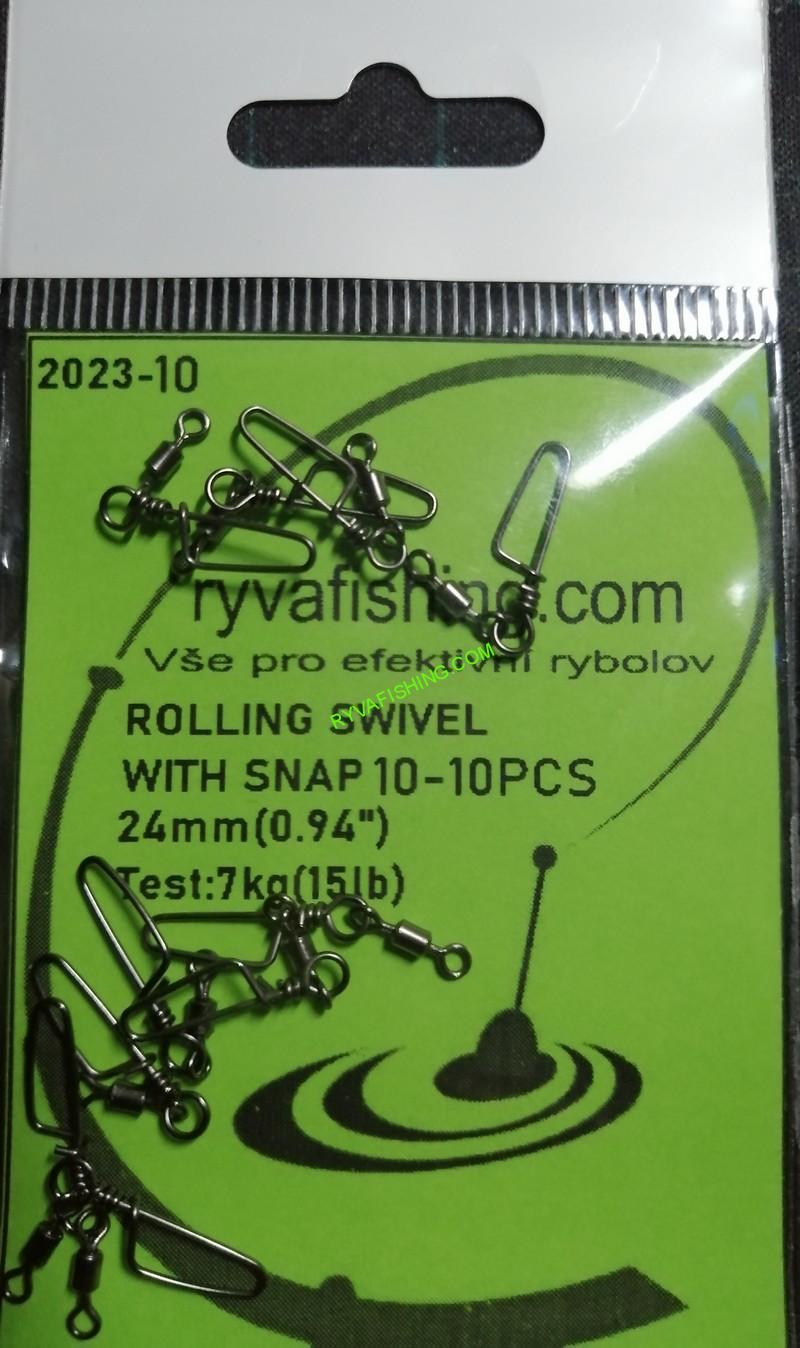 2023-10
ryvafishing.com
Vše pro efektivní rybolov
RYVAFISHING.COM
ROLLING SWIVEL
WITH SNAP 10-10PCS
24mm(0.94")
Test:7kg(15lb)